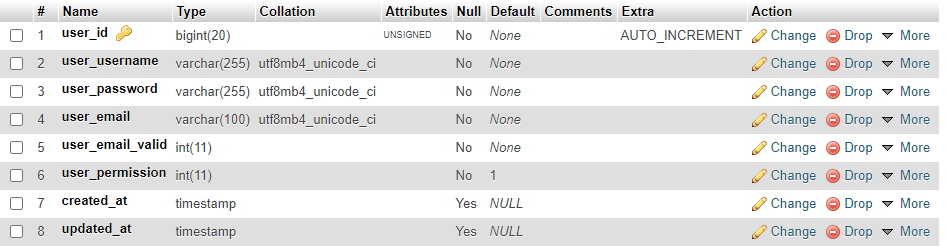 # Name Type Collation Attributes Null Default Comments Extra Action
1 user_id bigint(20) UNSIGNED No None AUTO_INCREMENT Change Drop More
2 user_username varchar(255) utf8mb4_unicode_ci No None Change Drop More
3 user_password varchar(255) utf8mb4_unicode_ci No None Change Drop More
4 user_email varchar(100) utf8mb4_unicode_ci No None Change Drop More
5 user_email_valid int(11) No None Change Drop More
6 user_permission int(11) No 1 Change Drop More
7 created_at timestamp Yes NULL Change Drop More
8 updated_at timestamp Yes NULL Change Drop More